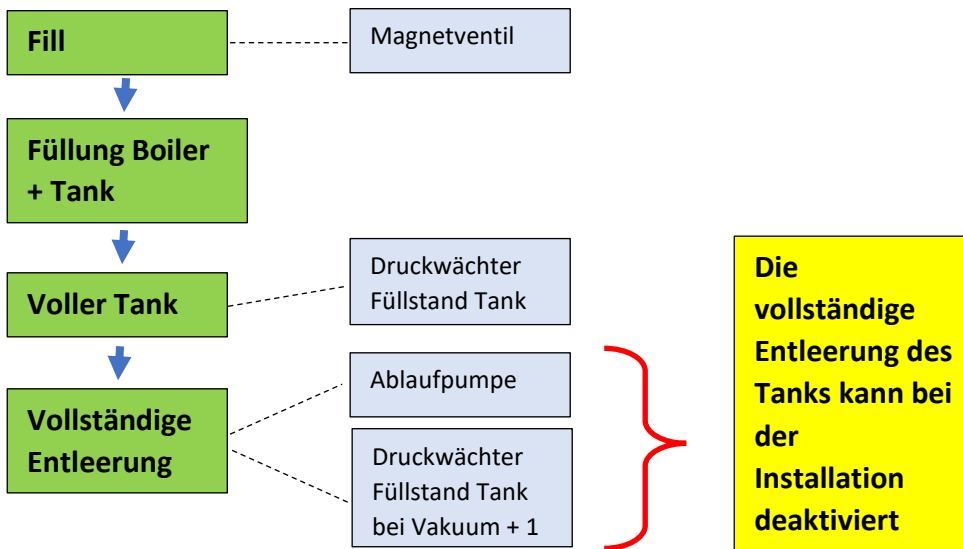 Fill
Magnetventil
Füllung Boiler
+ Tank
Voller Tank
Druckwächter
Füllstand Tank
Vollständige
Entleerung
Ablaufpumpe
Druckwächter
Füllstand Tank
bei Vakuum + 1
Die
vollständige
Entleerung des
Tanks kann bei
der
Installation
deaktiviert